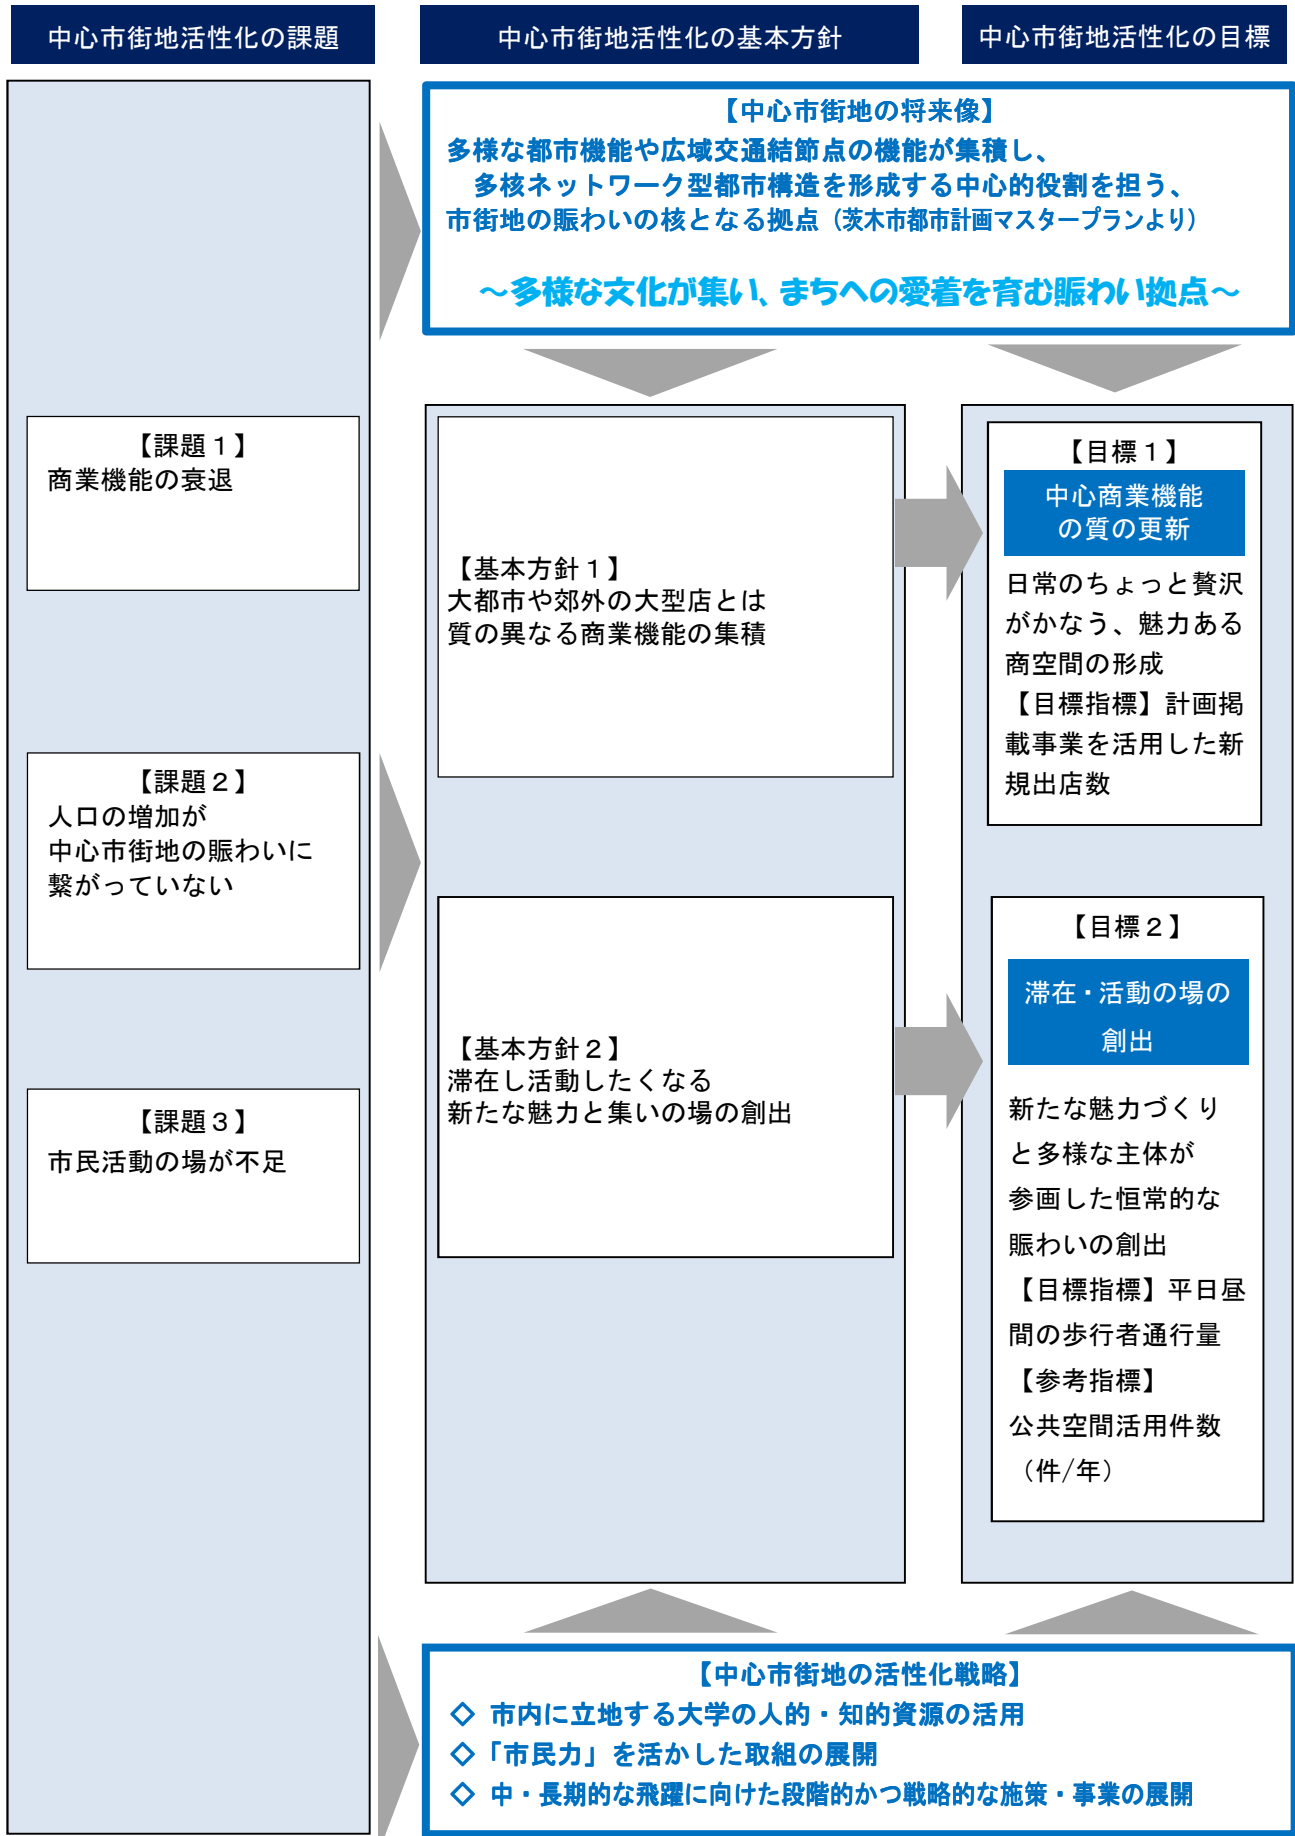 中心市街地活性化の課題
中心市街地活性化の基本方針
中心市街地活性化の目標
【中心市街地の将来像】
多様な都市機能や広域交通結節点の機能が集積し、
多核ネットワーク型都市構造を形成する中心的役割を担う、
市街地の賑わいの核となる拠点（茨木市都市計画マスタープランより）
～多様な文化が集い、まちへの愛着を育む賑わい拠点～
【課題１】
商業機能の衰退
【課題２】
人口の増加が
中心市街地の賑わいに
繋がっていない
【課題３】
市民活動の場が不足
【基本方針１】
大都市や郊外の大型店とは
質の異なる商業機能の集積
【基本方針２】
滞在し活動したくなる
新たな魅力と集いの場の創出
【目標１】
中心商業機能
の質の更新
日常のちょっと贅沢
がかなう、魅力ある
商空間の形成
【目標指標】計画掲
載事業を活用した新
規出店数
【目標２】
滞在・活動の場の
創出
新たな魅力づくり
と多様な主体が
参画した恒常的な
賑わいの創出
【目標指標】平日昼
間の歩行者通行量
【参考指標】
公共空間活用件数
（件/年）
【中心市街地の活性化戦略】
◇ 市内に立地する大学の人的・知的資源の活用
◇「市民力」を活かした取組の展開
◇ 中・長期的な飛躍に向けた段階的かつ戦略的な施策・事業の展開